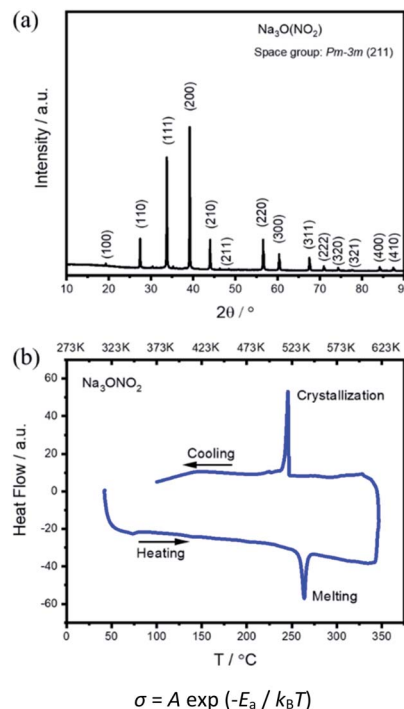 (a)
Na₃O(NO₂)
Space group: Pm-3m (211)
Intensity / a.u.
(100)
(110)
(111)
(200)
(210)
(211)
(220)
(300)
(311)
(222)
(320)
(321)
(400)
(410)
10 20 30 40 50 60 70 80 90
2θ / °
(b)
273K 323K 373K 423K 473K 523K 573K 623K
Na₃ONO₂
Crystallization
Cooling
Heating
Melting
Heat Flow / a.u.
60
40
20
0
-20
-40
-60
0 50 100 150 200 250 300 350
T / °C
σ = A exp (-Eₐ / k_BT)